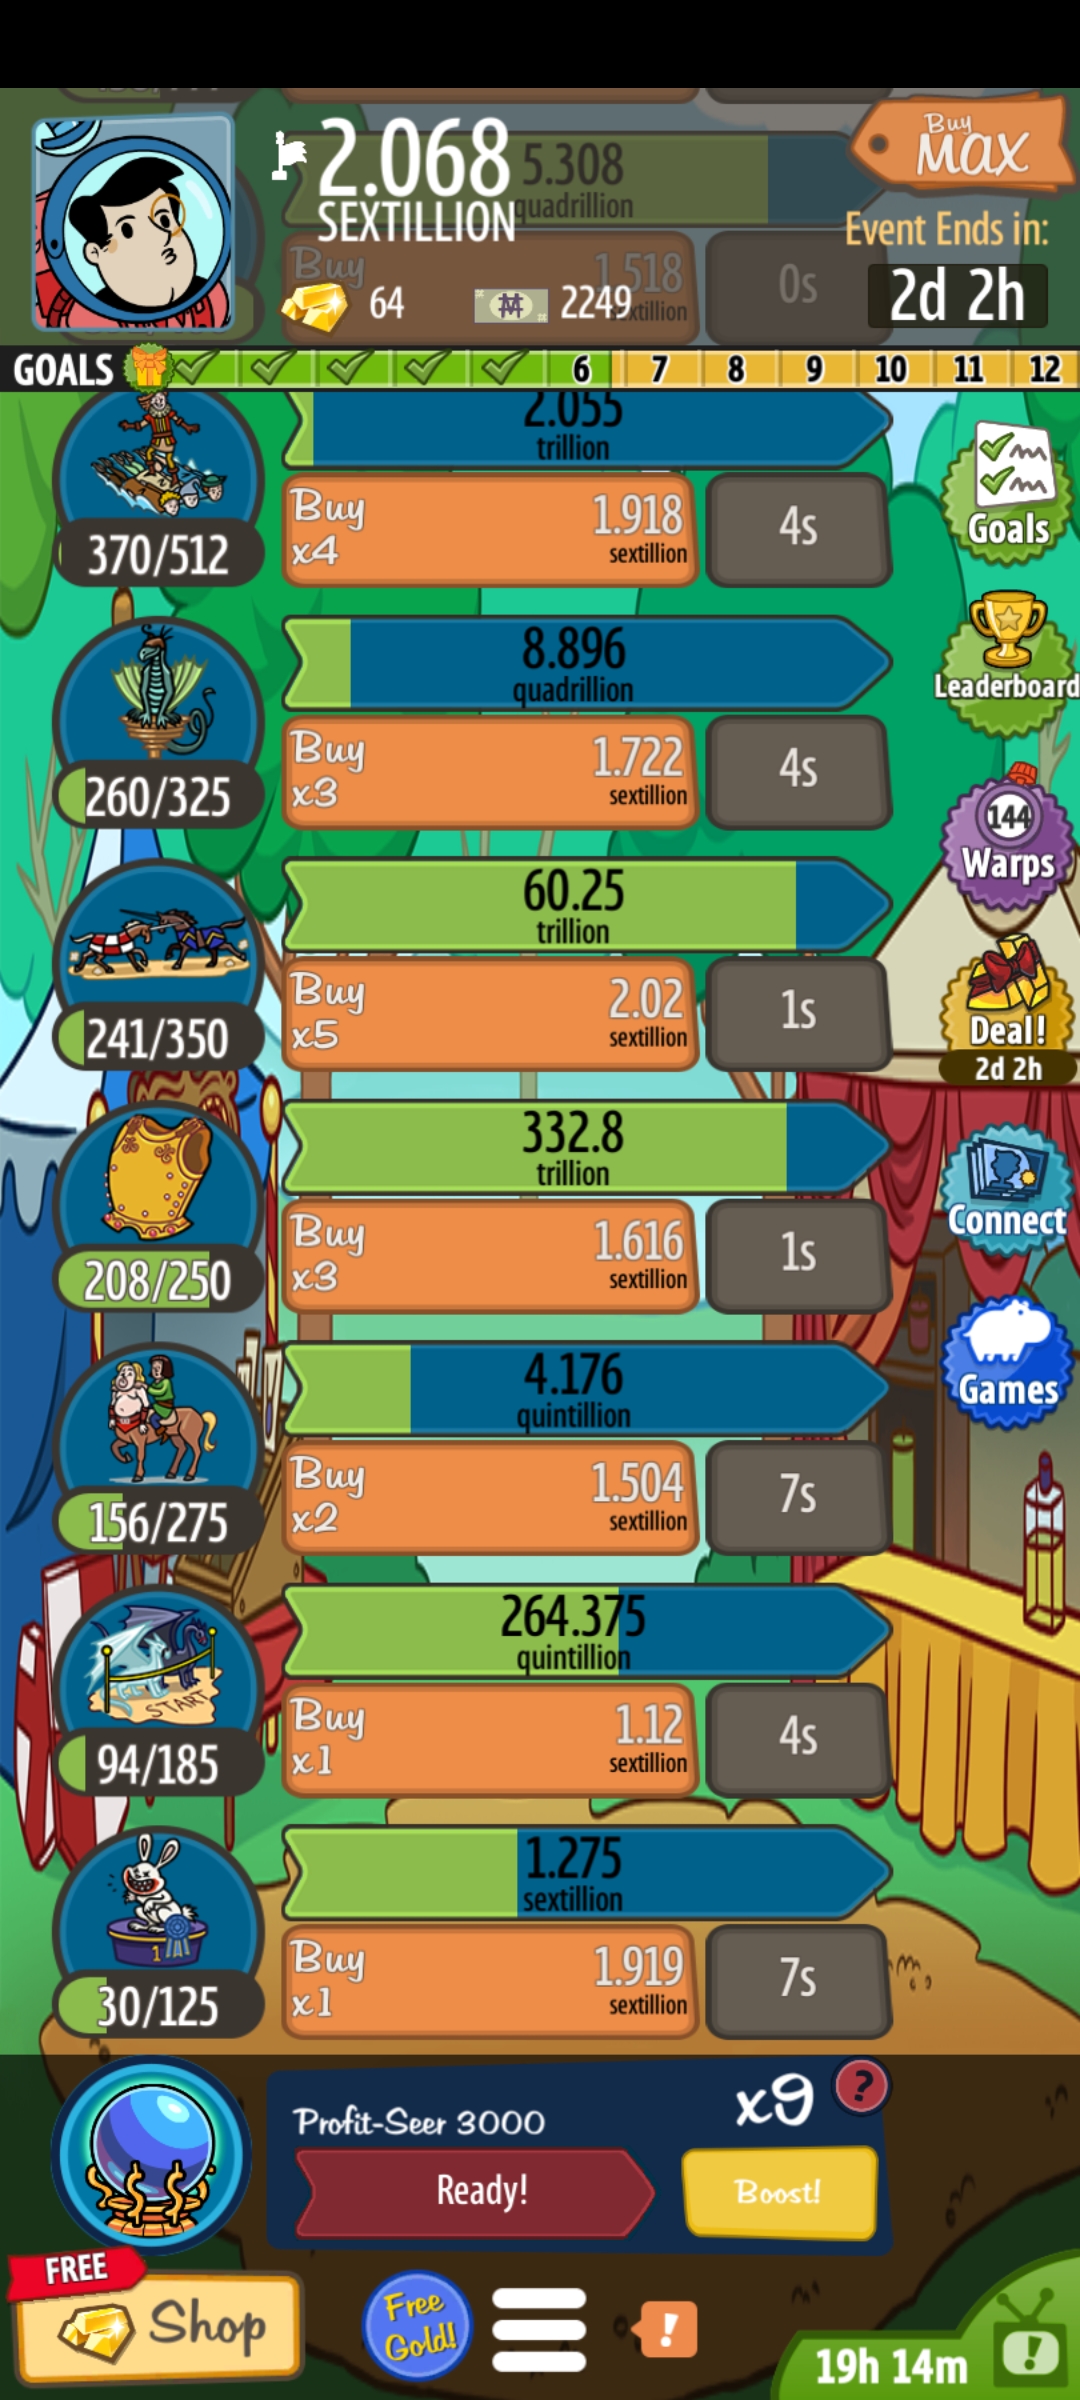 2.068
SEXTILLION
5.308
quadrillion
Buy
MAX
Event Ends in:
2d 2h
Buy
1.518
sextillion
0s
64
2249
GOALS 6 7 8 9 10 11 12
2.055
trillion
370/512
Buy
x4
1.918
sextillion
4s
Goals
8.896
quadrillion
260/325
Buy
x3
1.722
sextillion
4s
Leaderboard
144
Warps
60.25
trillion
241/350
Buy
x5
2.02
sextillion
1s
Deal!
2d 2h
332.8
trillion
208/250
Buy
x3
1.616
sextillion
1s
Connect
4.176
quintillion
156/275
Buy
x2
1.504
sextillion
7s
Games
264.375
quintillion
START
94/185
Buy
x1
1.12
sextillion
4s
1.275
sextillion
1
30/125
Buy
x1
1.919
sextillion
7s
Profit-Seer 3000
x9
?
Ready!
Boost!
FREE
Shop
Free
Gold!
!
19h 14m
!